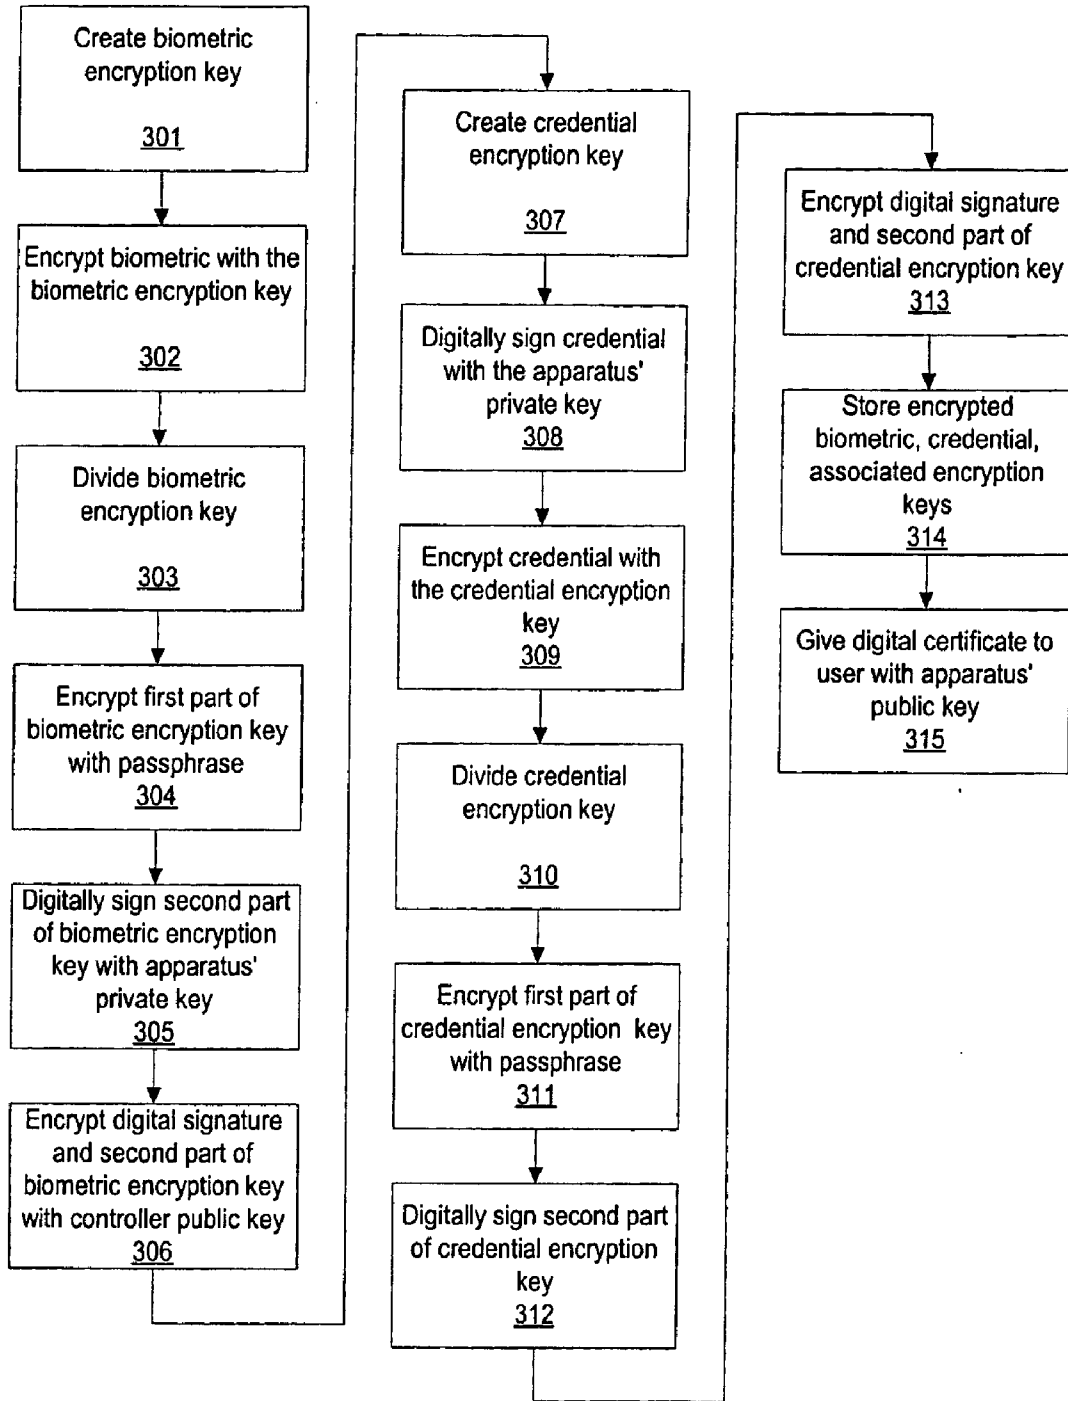 Create biometric
encryption key
301
Encrypt biometric with the
biometric encryption key
302
Divide biometric
encryption key
303
Encrypt first part of
biometric encryption key
with passphrase
304
Digitally sign second part
of biometric encryption
key with apparatus'
private key
305
Encrypt digital signature
and second part of
biometric encryption key
with controller public key
306
Create credential
encryption key
307
Digitally sign credential
with the apparatus'
private key
308
Encrypt credential with
the credential encryption
key
309
Divide credential
encryption key
310
Encrypt first part of
credential encryption key
with passphrase
311
Digitally sign second part
of credential encryption
key
312
Encrypt digital signature
and second part of
credential encryption key
313
Store encrypted
biometric, credential,
associated encryption
keys
314
Give digital certificate to
user with apparatus'
public key
315